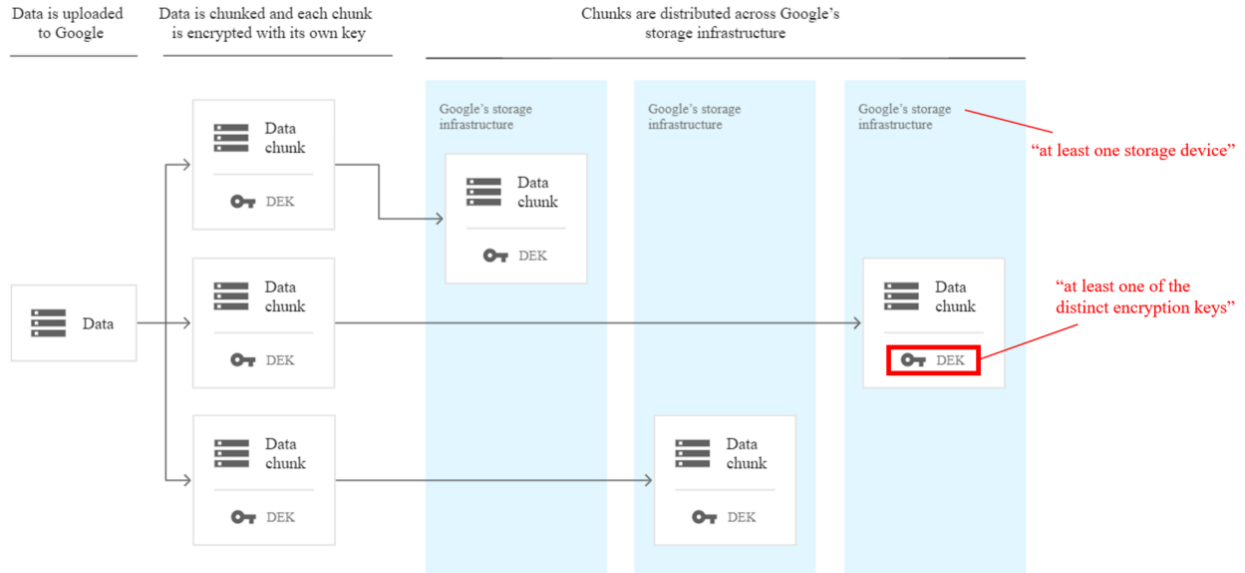 Data is uploaded
to Google
Data is chunked and each chunk
is encrypted with its own key
Chunks are distributed across Google’s
storage infrastructure
Google’s storage
infrastructure
Google’s storage
infrastructure
Google’s storage
infrastructure
“at least one storage device”
Data
chunk
DEK
Data
chunk
DEK
Data
Data
chunk
DEK
Data
chunk
DEK
“at least one of the
distinct encryption keys”
Data
chunk
DEK
Data
chunk
DEK